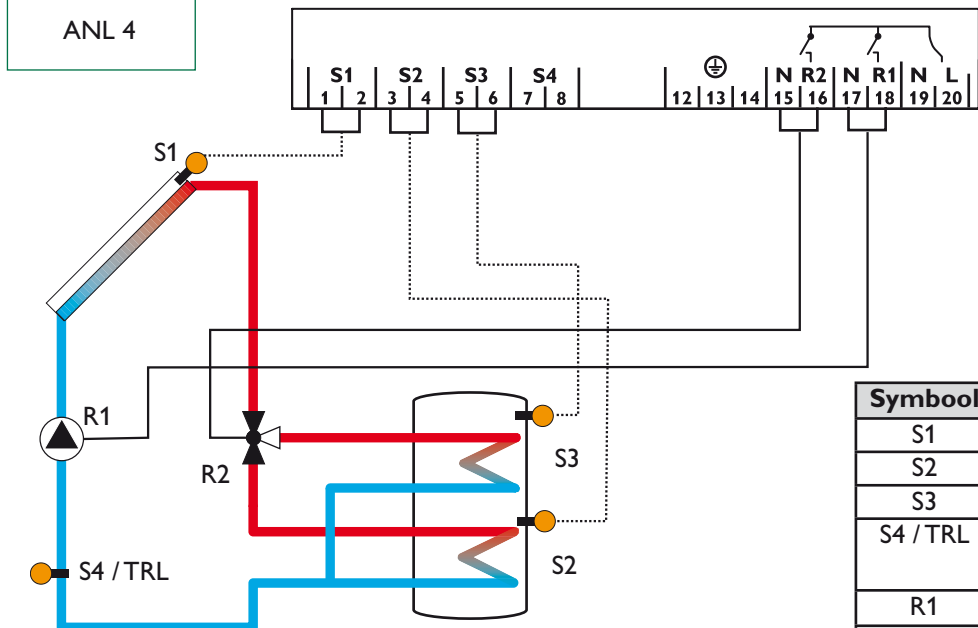 ANL 4
S1 S2 S3 S4 N R2 N R1 N L
1 2 3 4 5 6 7 8 12 13 14 15 16 17 18 19 20
S1
R1
R2
S3
S2
S4 / TRL
Symbool
S1
S2
S3
S4 / TRL
R1